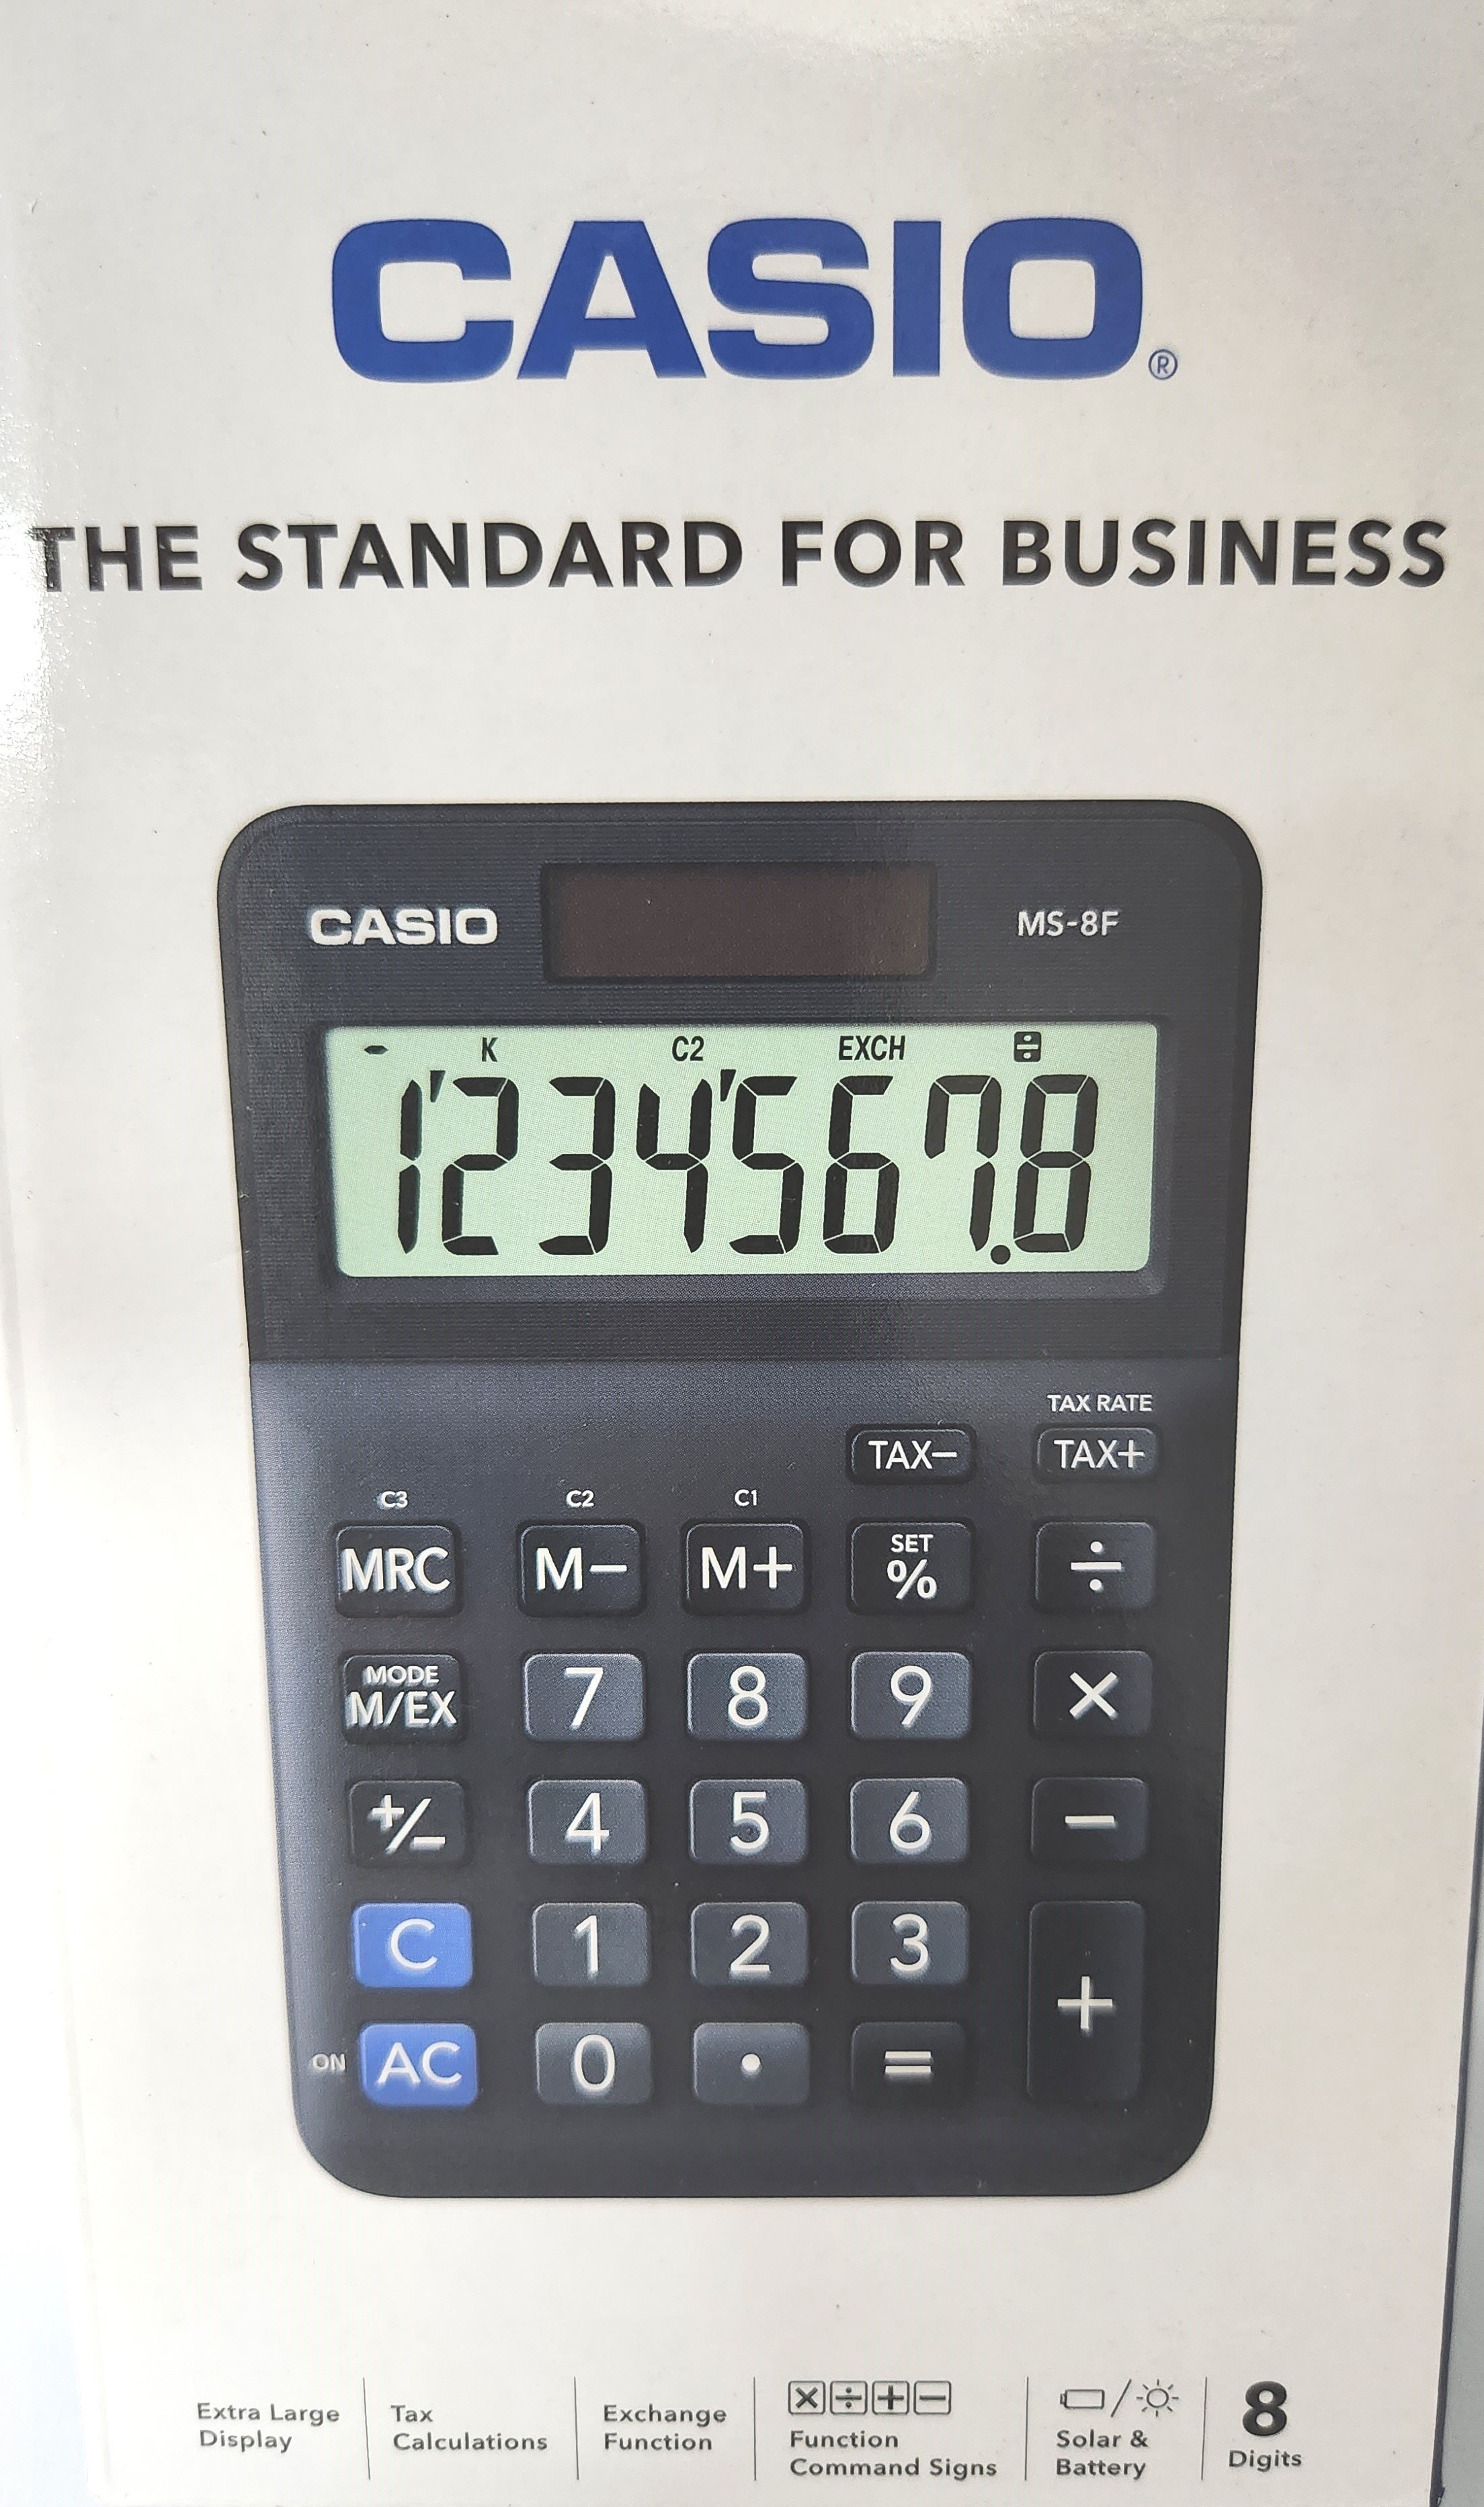 CASIO®
THE STANDARD FOR BUSINESS
CASIO MS-8F
- K C2 EXCH ÷
1'234'567.8
TAX RATE
TAX− TAX+
C3 C2 C1
MRC M− M+ SET % ÷
MODE M/EX 7 8 9 ×
+/− 4 5 6 −
C 1 2 3 +
ON AC 0 . =
Extra Large
Display
Tax
Calculations
Exchange
Function
× ÷ + −
Function
Command Signs
/
Solar &
Battery
8
Digits